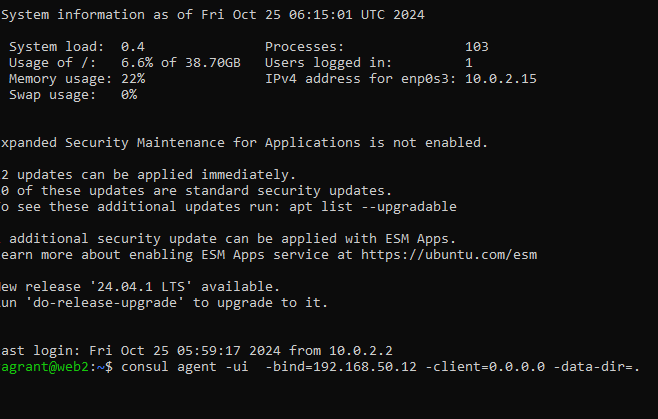 System information as of Fri Oct 25 06:15:01 UTC 2024
System load: 0.4 Processes: 103
Usage of /: 6.6% of 38.70GB Users logged in: 1
Memory usage: 22% IPv4 address for enp0s3: 10.0.2.15
Swap usage: 0%
xpanded Security Maintenance for Applications is not enabled.
2 updates can be applied immediately.
0 of these updates are standard security updates.
o see these additional updates run: apt list --upgradable
additional security update can be applied with ESM Apps.
earn more about enabling ESM Apps service at https://ubuntu.com/esm
ew release '24.04.1 LTS' available.
un 'do-release-upgrade' to upgrade to it.
ast login: Fri Oct 25 05:59:17 2024 from 10.0.2.2
agrant@web2:~$ consul agent -ui  -bind=192.168.50.12 -client=0.0.0.0 -data-dir=.